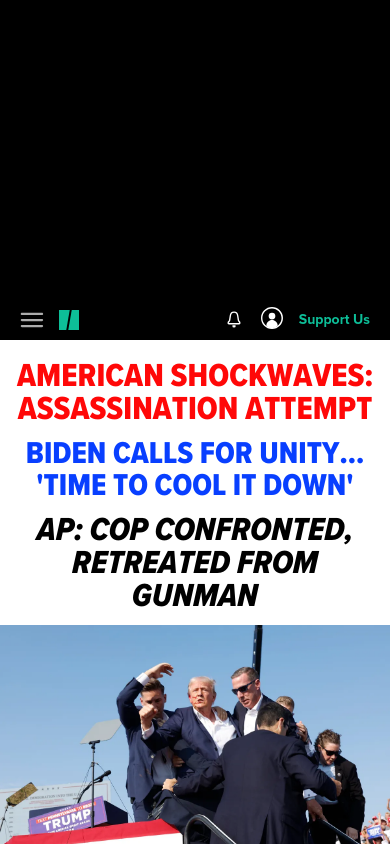 Support Us
AMERICAN SHOCKWAVES:
ASSASSINATION ATTEMPT
BIDEN CALLS FOR UNITY...
'TIME TO COOL IT DOWN'
AP: COP CONFRONTED,
RETREATED FROM
GUNMAN
TRUMP